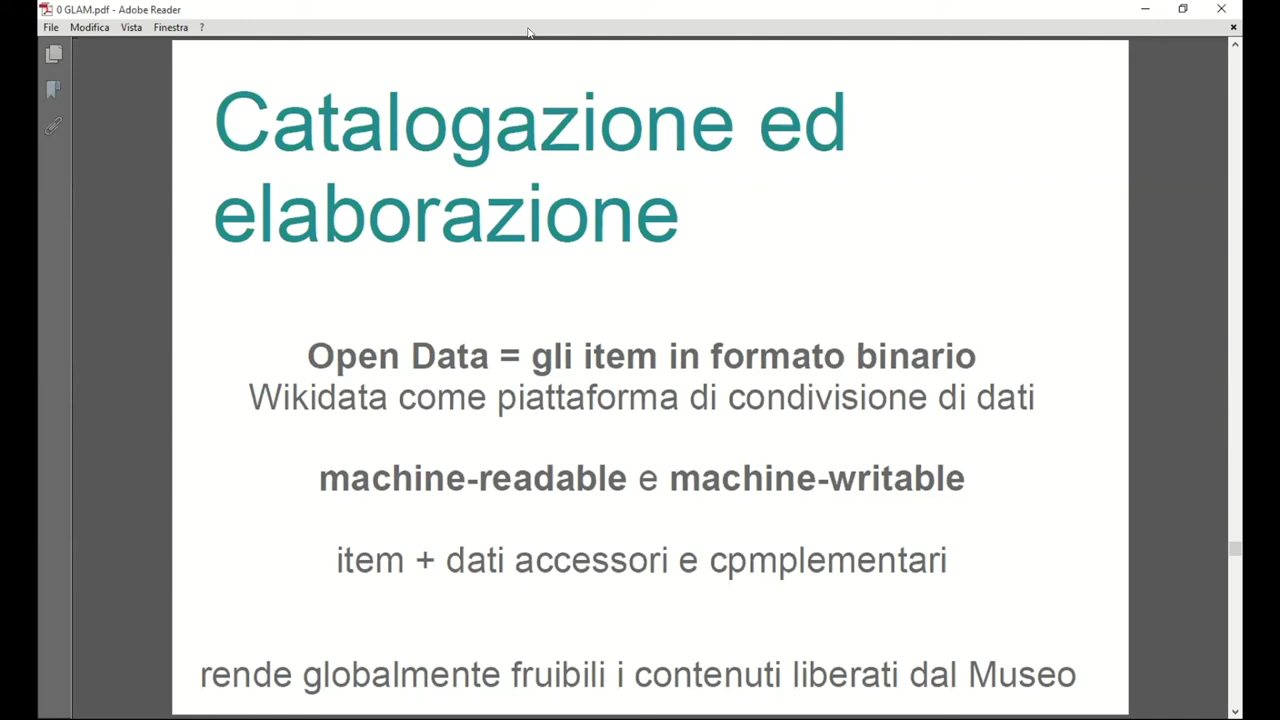 0 GLAM.pdf - Adobe Reader
File Modifica Vista Finestra ?
Catalogazione ed
elaborazione
Open Data = gli item in formato binario
Wikidata come piattaforma di condivisione di dati
machine-readable e machine-writable
item + dati accessori e cpmplementari
rende globalmente fruibili i contenuti liberati dal Museo